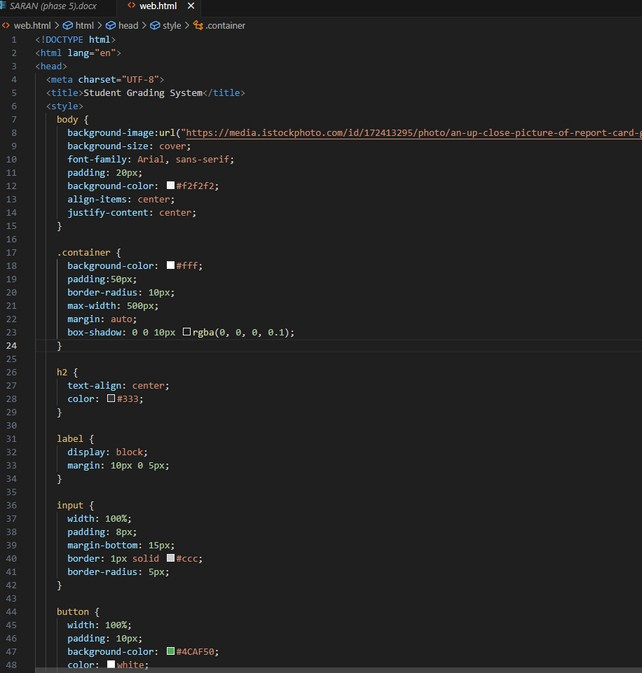 SARAN (phase 5).docx
<> web.html ×
<> web.html > html > head > style > .container
1 <!DOCTYPE html>
2 <html lang="en">
3 <head>
4 <meta charset="UTF-8">
5 <title>Student Grading System</title>
6 <style>
7 body {
8 background-image:url("https://media.istockphoto.com/id/172413295/photo/an-up-close-picture-of-report-card-g
9 background-size: cover;
10 font-family: Arial, sans-serif;
11 padding: 20px;
12 background-color: #f2f2f2;
13 align-items: center;
14 justify-content: center;
15 }
16
17 .container {
18 background-color: #fff;
19 padding:50px;
20 border-radius: 10px;
21 max-width: 500px;
22 margin: auto;
23 box-shadow: 0 0 10px rgba(0, 0, 0, 0.1);
24 }
25
26 h2 {
27 text-align: center;
28 color: #333;
29 }
30
31 label {
32 display: block;
33 margin: 10px 0 5px;
34 }
35
36 input {
37 width: 100%;
38 padding: 8px;
39 margin-bottom: 15px;
40 border: 1px solid #ccc;
41 border-radius: 5px;
42 }
43
44 button {
45 width: 100%;
46 padding: 10px;
47 background-color: #4CAF50;
48 color: white;